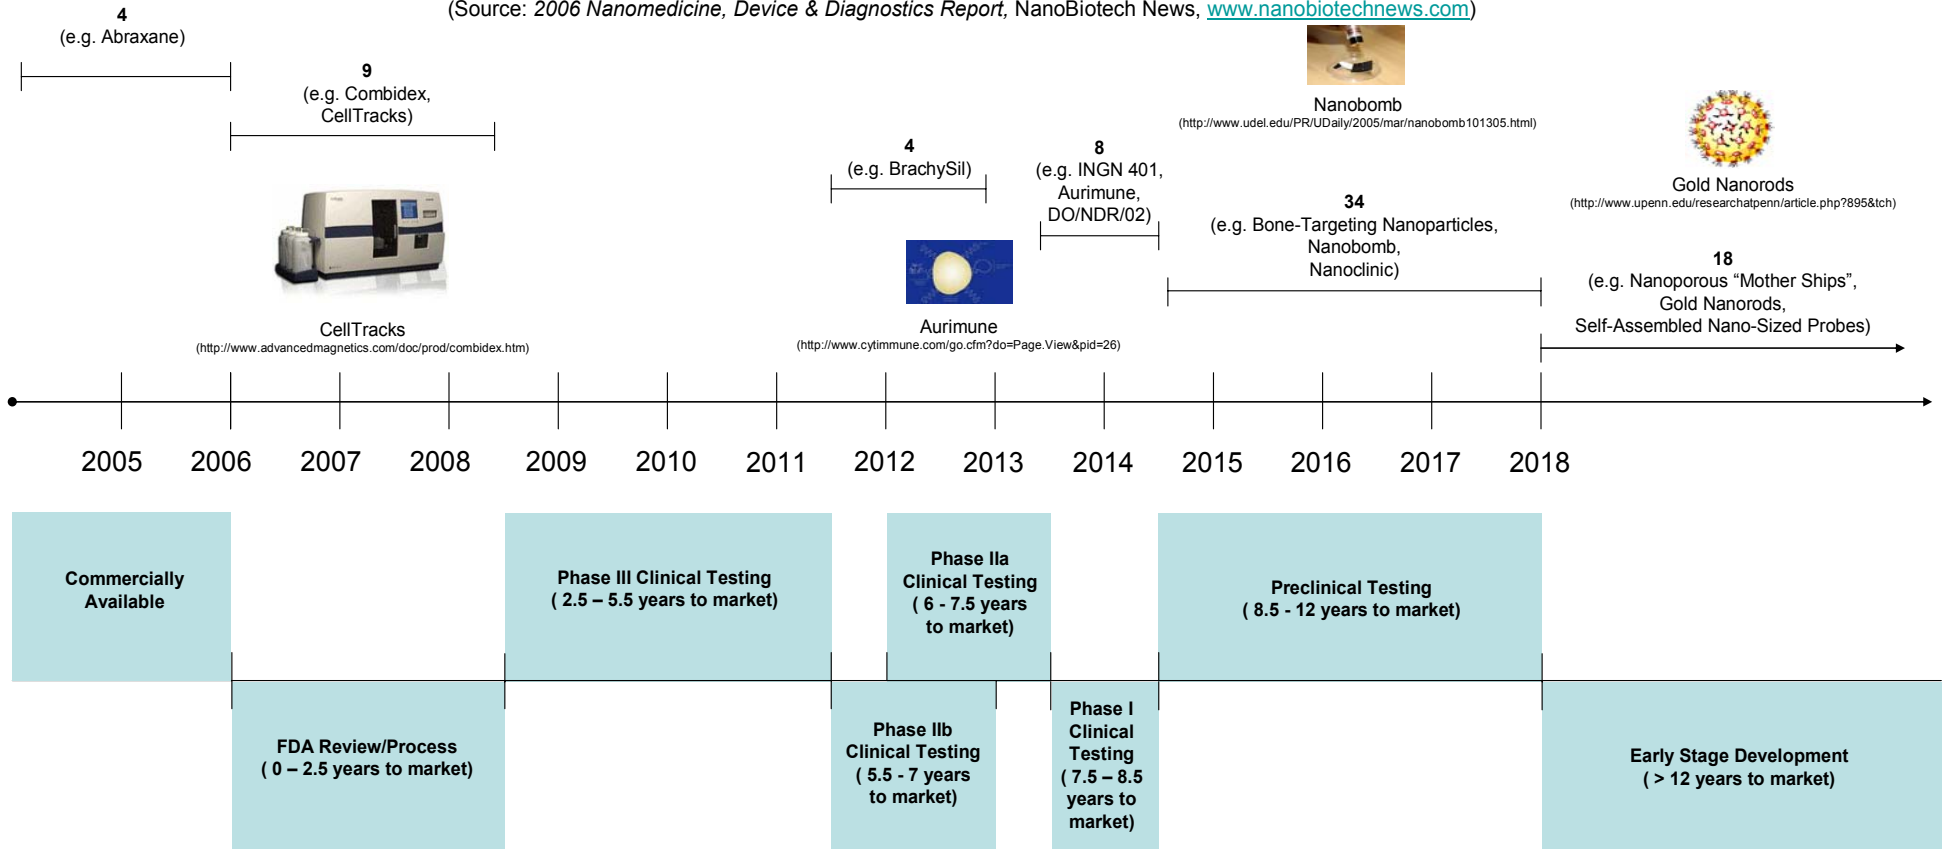 (Source: 2006 Nanomedicine, Device & Diagnostics Report, NanoBiotech News, www.nanobiotechnews.com)
4
(e.g. Abraxane)
9
(e.g. Combidex,
CellTracks)
CellTracks
(http://www.advancedmagnetics.com/doc/prod/combidex.htm)
4
(e.g. BrachySil)
Aurimune
(http://www.cytimmune.com/go.cfm?do=Page.View&pid=26)
8
(e.g. INGN 401,
Aurimune,
DO/NDR/02)
Nanobomb
(http://www.udel.edu/PR/UDaily/2005/mar/nanobomb101305.html)
34
(e.g. Bone-Targeting Nanoparticles,
Nanobomb,
Nanoclinic)
Gold Nanorods
(http://www.upenn.edu/researchatpenn/article.php?895&tch)
18
(e.g. Nanoporous “Mother Ships”,
Gold Nanorods,
Self-Assembled Nano-Sized Probes)
2005 2006 2007 2008 2009 2010 2011 2012 2013 2014 2015 2016 2017 2018
Commercially
Available
FDA Review/Process
( 0 – 2.5 years to market)
Phase III Clinical Testing
( 2.5 – 5.5 years to market)
Phase IIb
Clinical Testing
( 5.5 - 7 years
to market)
Phase IIa
Clinical Testing
( 6 - 7.5 years
to market)
Phase I
Clinical
Testing
( 7.5 – 8.5
years to
market)
Preclinical Testing
( 8.5 - 12 years to market)
Early Stage Development
( > 12 years to market)